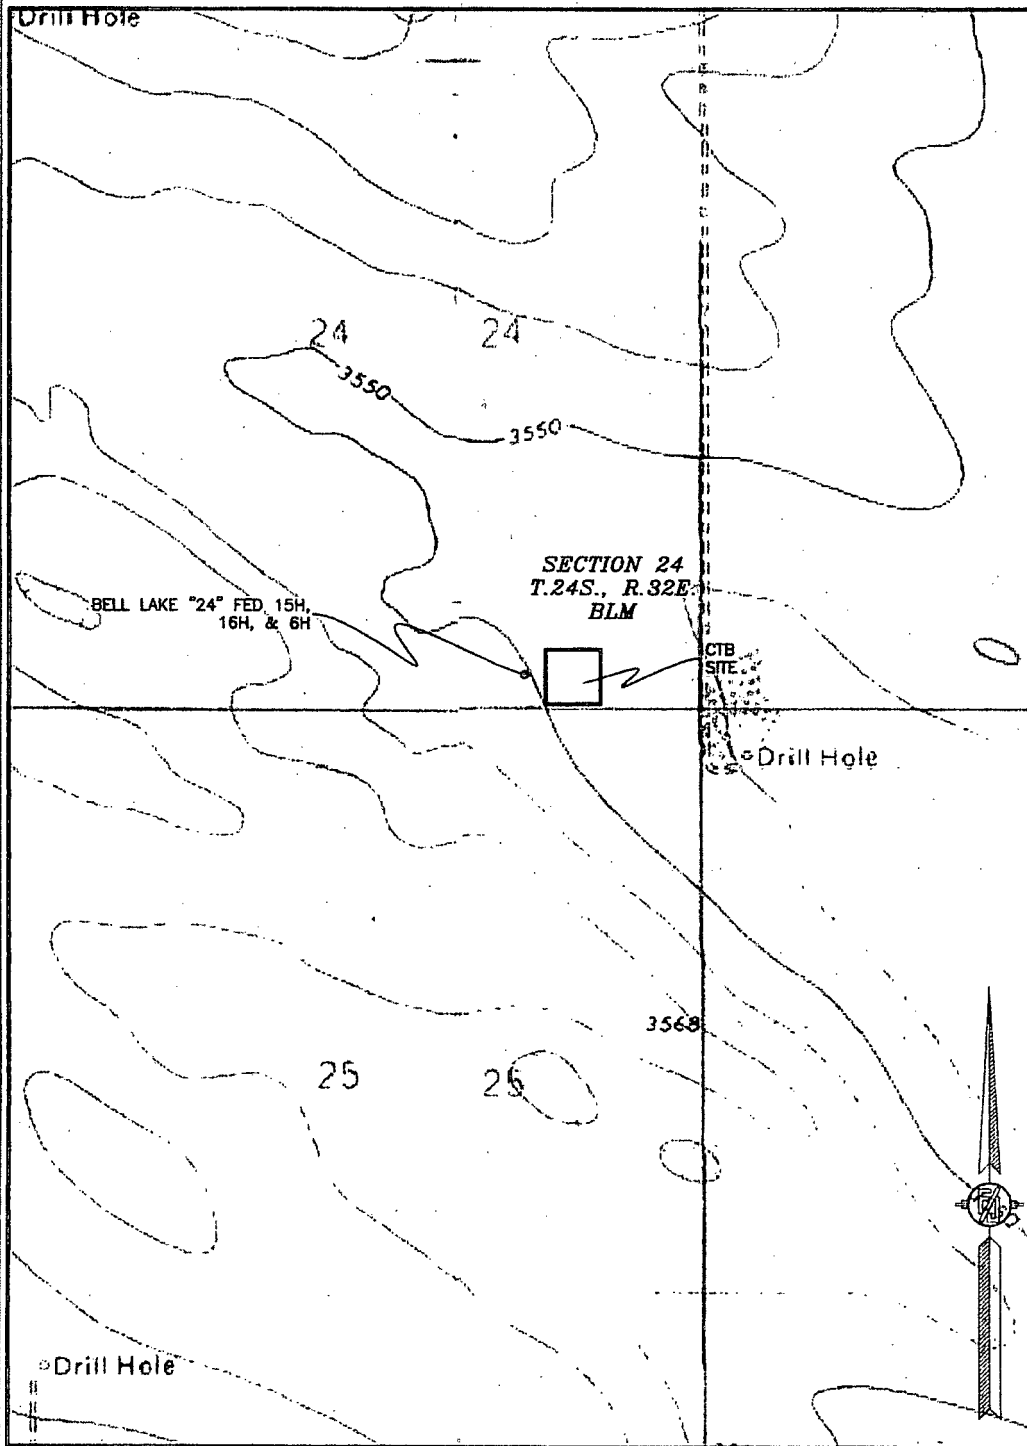 Drill Hole
24 24
3550
3550
SECTION 24
T.24S., R.32E
BLM
BELL LAKE "24" FED 15H,
16H, & 6H
CTB
SITE
Drill Hole
3568
25 25
Drill Hole